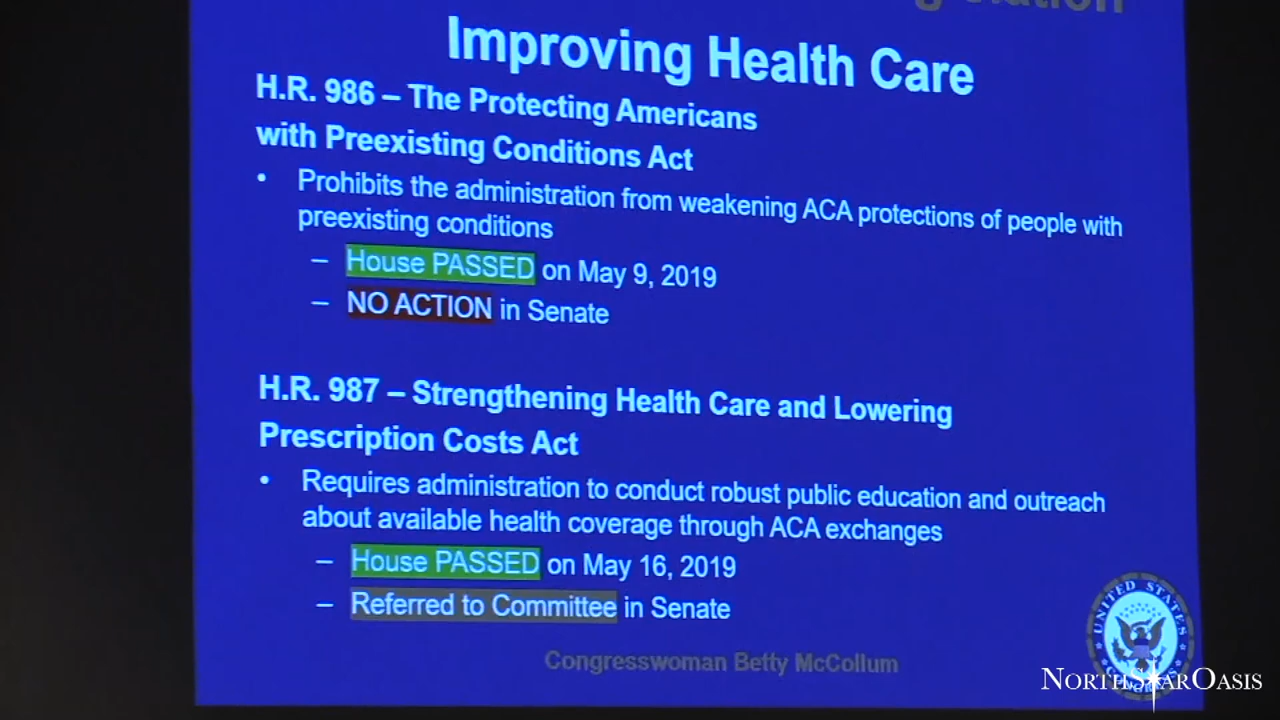 Improving Health Care
H.R. 986 – The Protecting Americans
with Preexisting Conditions Act
• Prohibits the administration from weakening ACA protections of people with
preexisting conditions
– House PASSED on May 9, 2019
– NO ACTION in Senate
H.R. 987 – Strengthening Health Care and Lowering
Prescription Costs Act
• Requires administration to conduct robust public education and outreach
about available health coverage through ACA exchanges
– House PASSED on May 16, 2019
– Referred to Committee in Senate
Congresswoman Betty McCollum
UNITED STATES
NORTHSTAROASIS